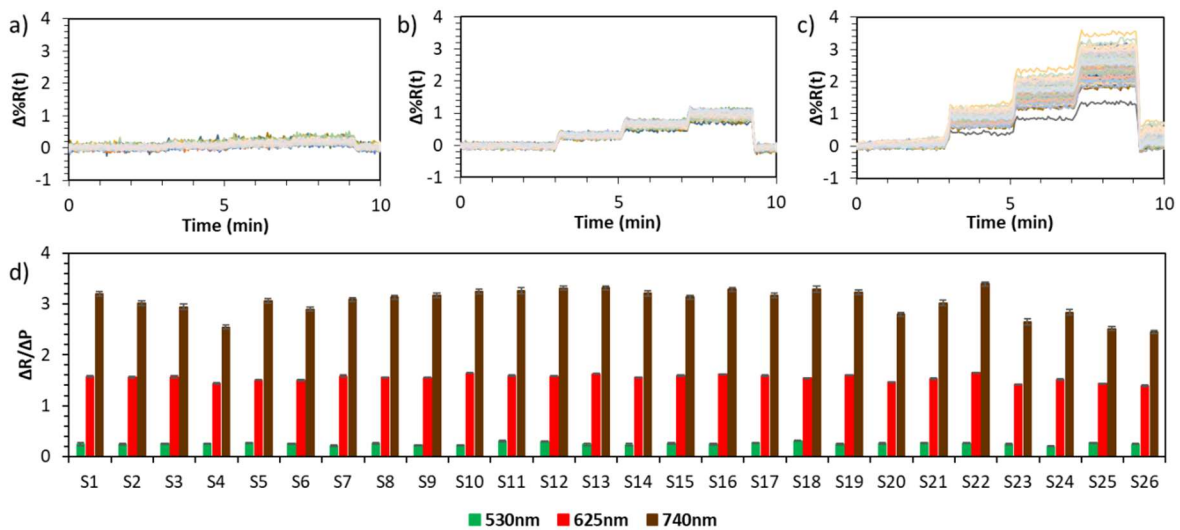 a)
Δ%R(t)
4
3
2
1
0
-1
0 5 10
Time (min)
b)
Δ%R(t)
4
3
2
1
0
-1
0 5 10
Time (min)
c)
Δ%R(t)
4
3
2
1
0
-1
0 5 10
Time (min)
d)
ΔR/ΔP
4
3
2
1
0
S1 S2 S3 S4 S5 S6 S7 S8 S9 S10 S11 S12 S13 S14 S15 S16 S17 S18 S19 S20 S21 S22 S23 S24 S25 S26
530nm 625nm 740nm